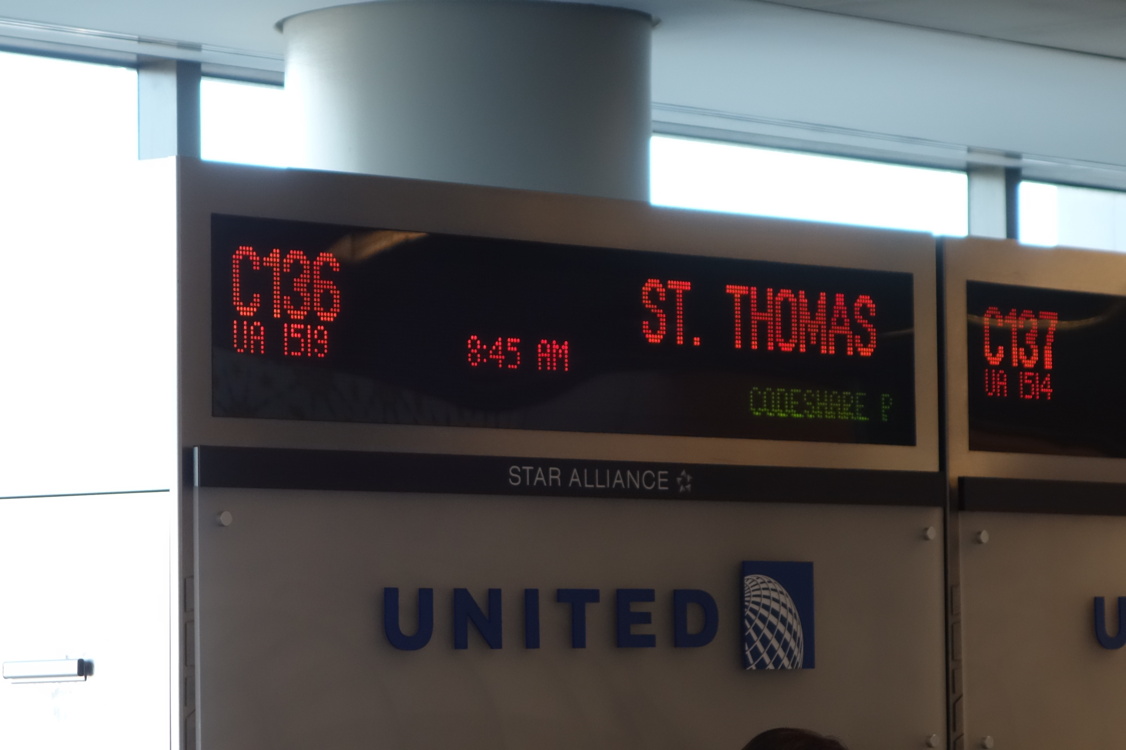 C136
UA 1519
8:45 AM
ST. THOMAS
CODESHARE P
STAR ALLIANCE
UNITED
C137
UA 1514
U